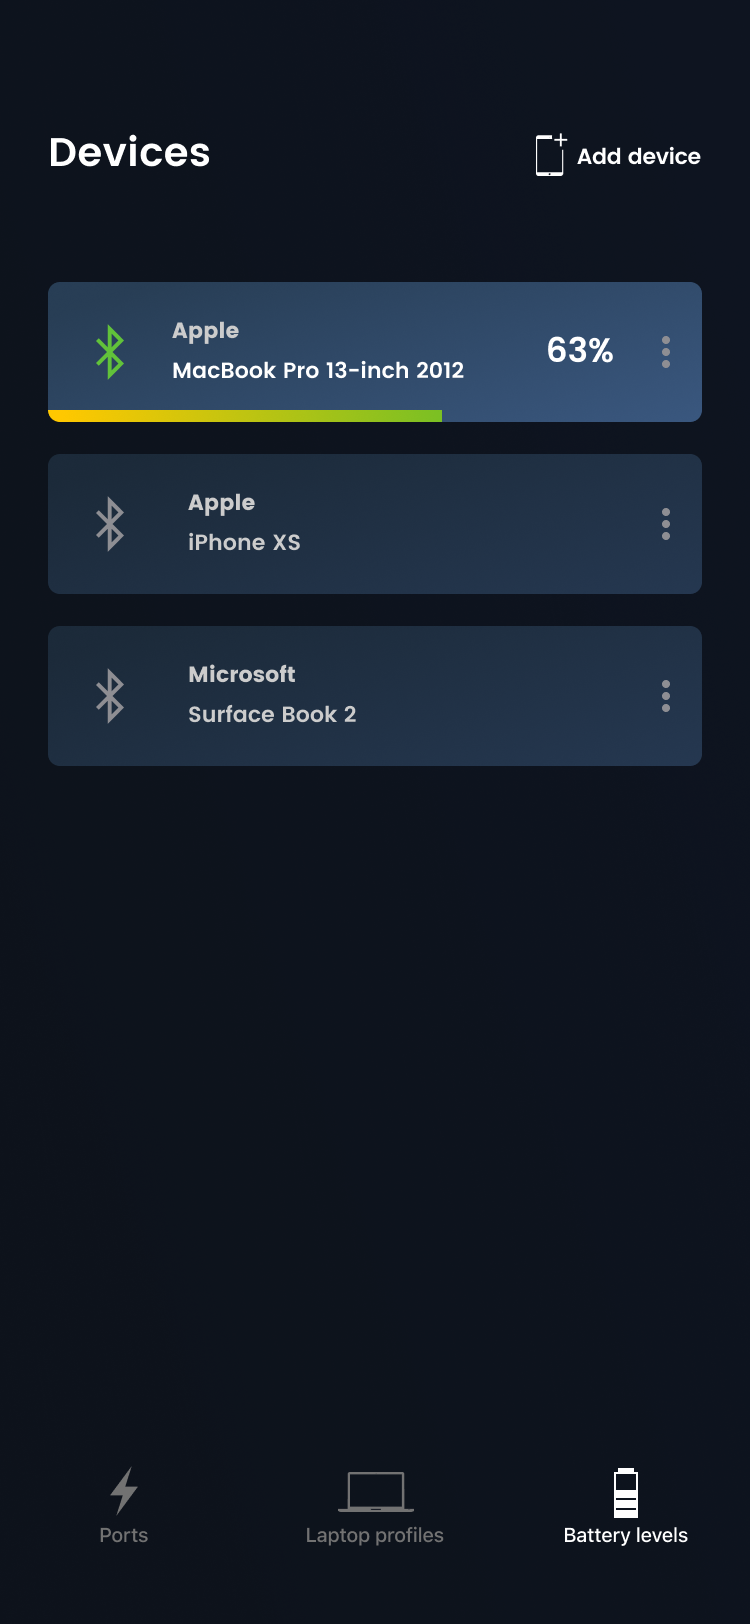 Devices
Add device
Apple
MacBook Pro 13-inch 2012
63%
Apple
iPhone XS
Microsoft
Surface Book 2
Ports
Laptop profiles
Battery levels